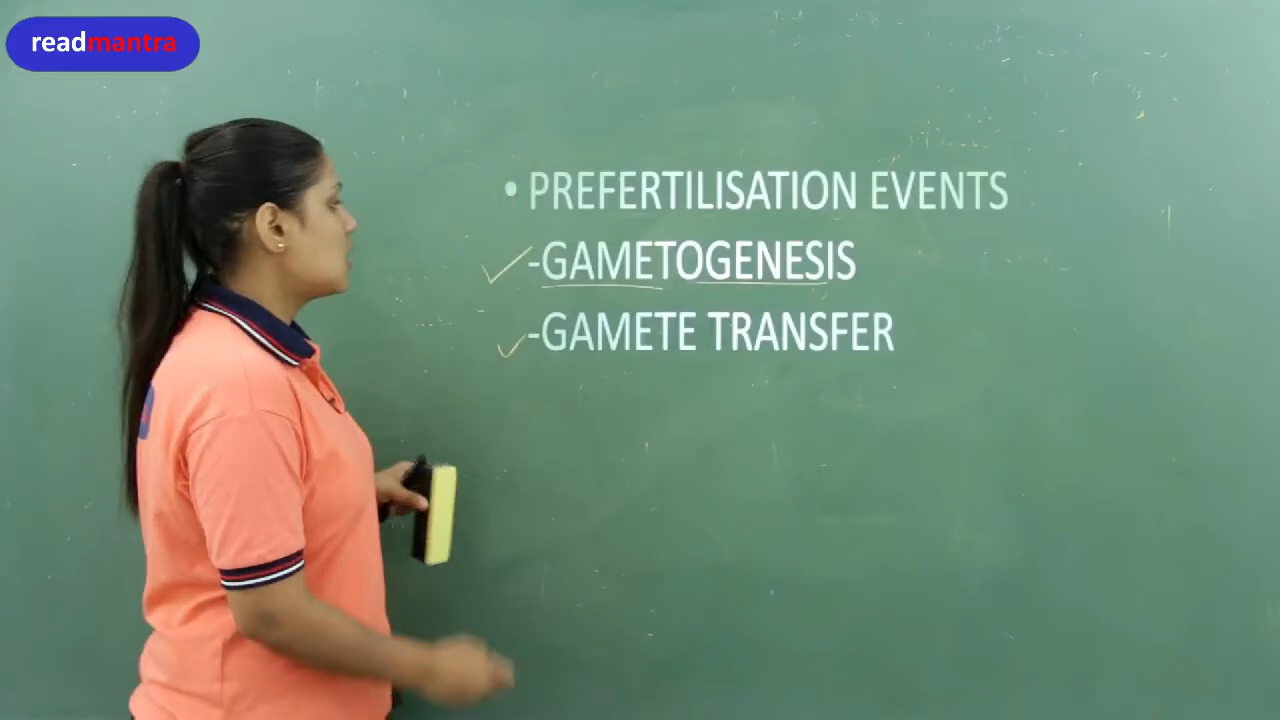 readmantra
• PREFERTILISATION EVENTS
-GAMETOGENESIS
-GAMETE TRANSFER